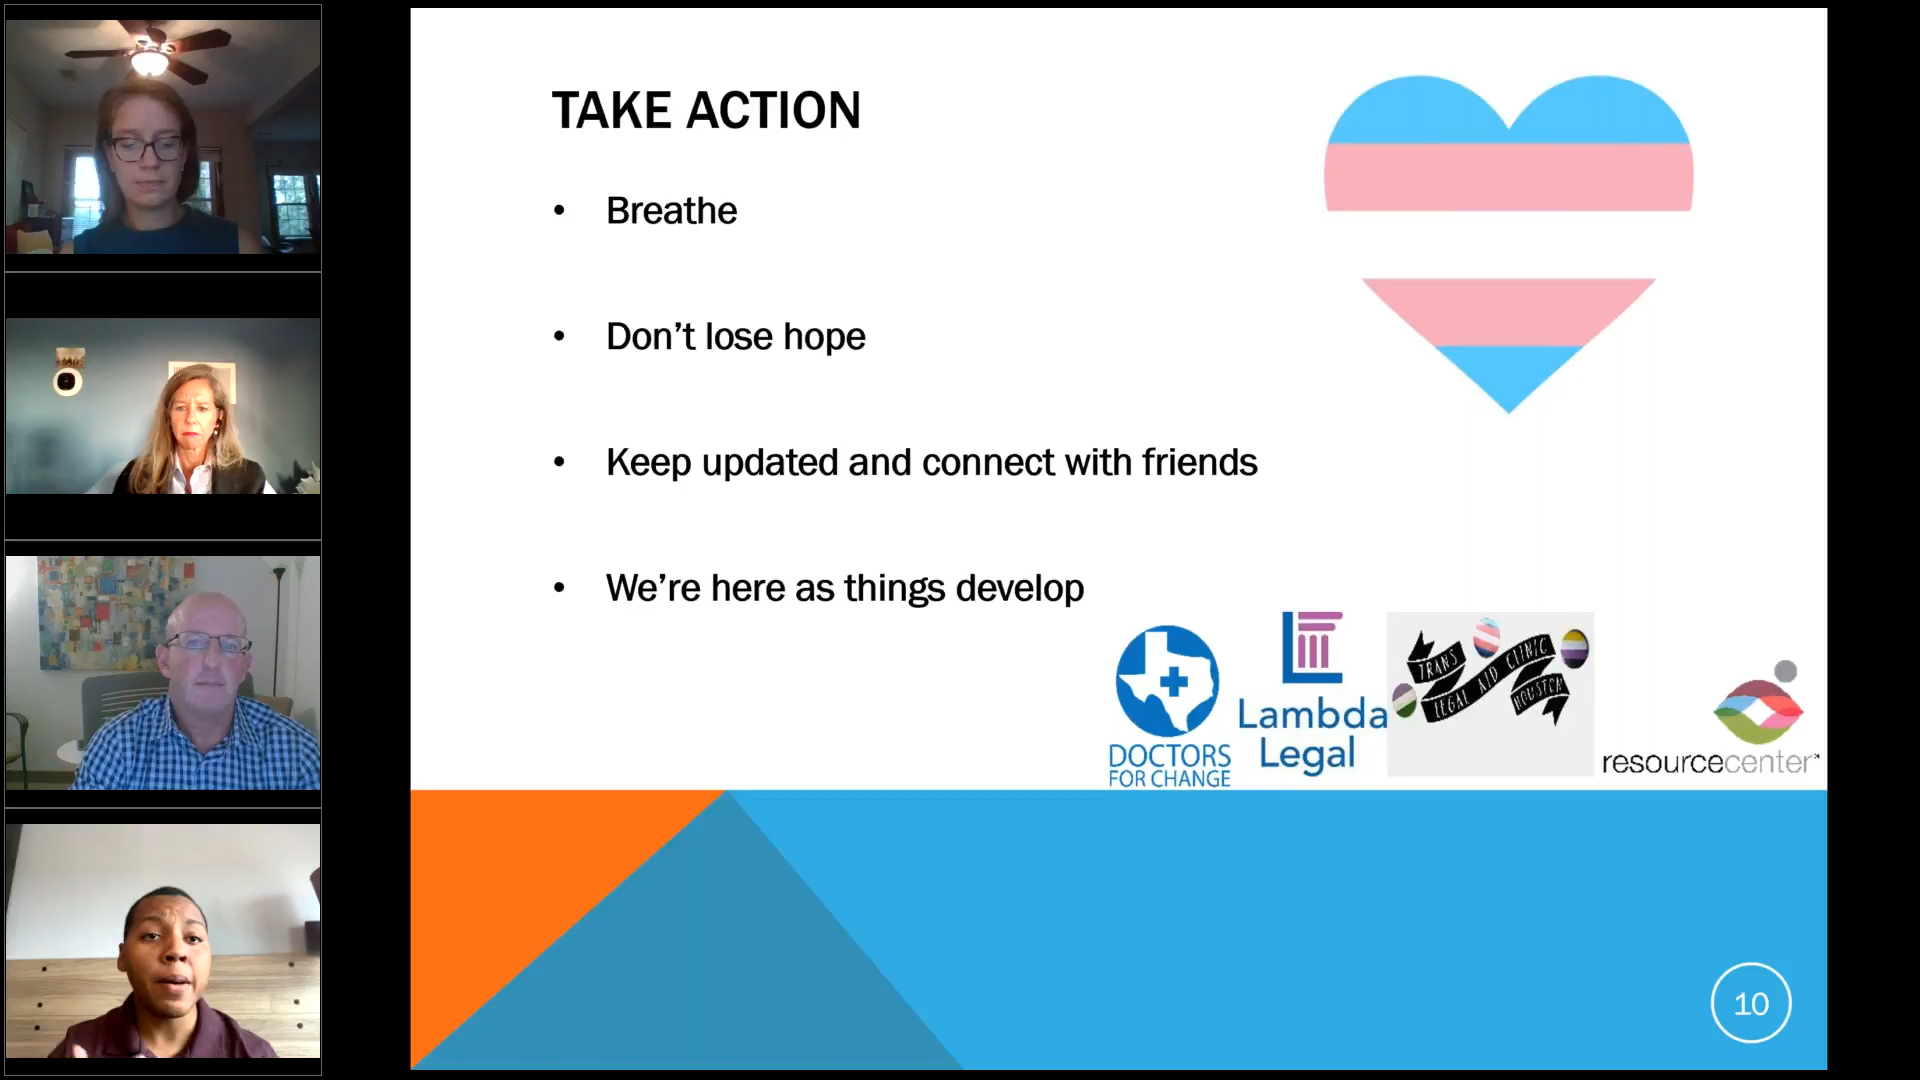 TAKE ACTION
• Breathe
• Don't lose hope
• Keep updated and connect with friends
• We're here as things develop
DOCTORS
FOR CHANGE
Lambda
Legal
TRANS
LEGAL AID CLINIC
HOUSTON
resourcecenter
10